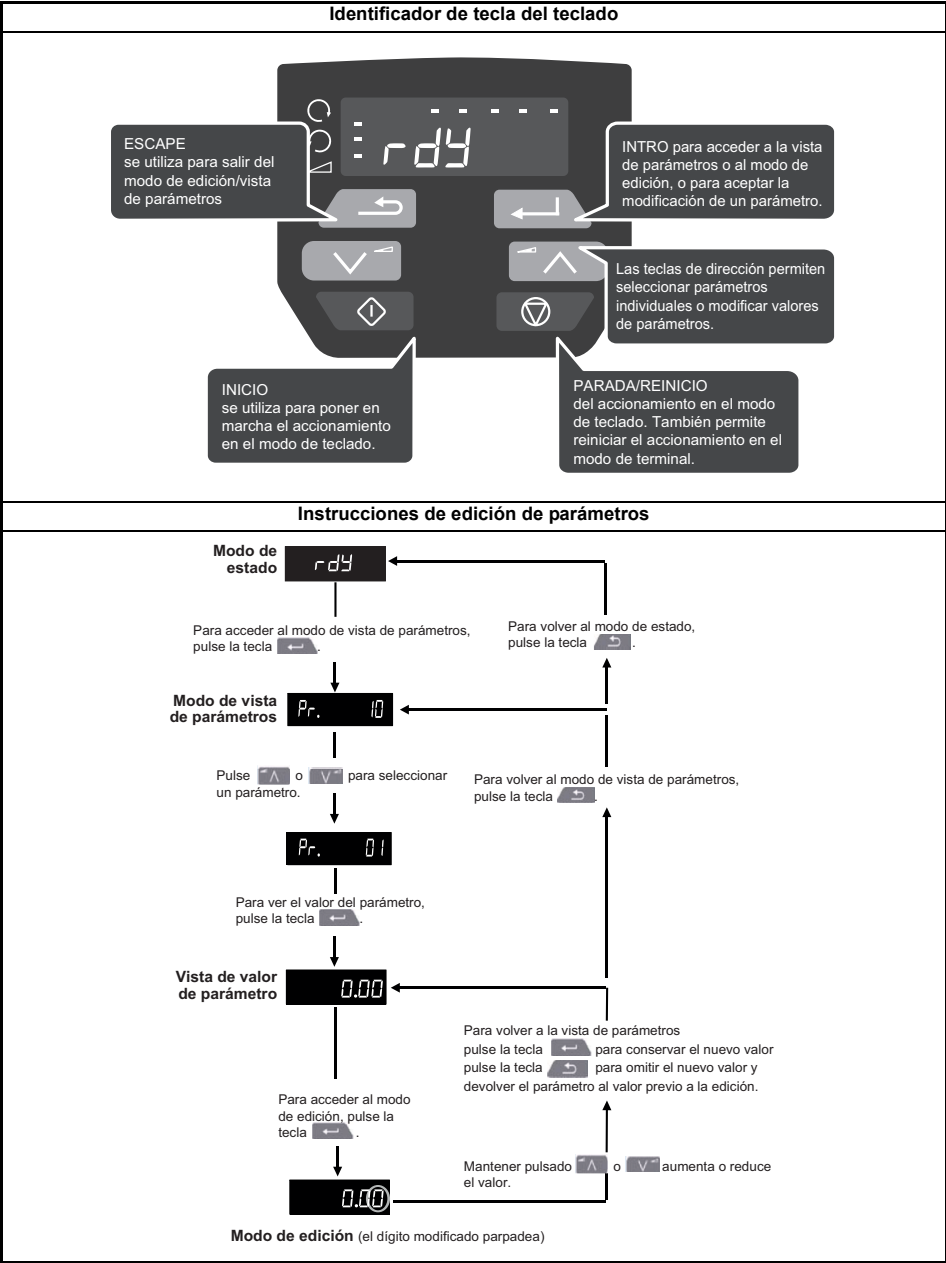 Identificador de tecla del teclado
rdy
ESCAPE
se utiliza para salir del
modo de edición/vista
de parámetros
INTRO para acceder a la vista
de parámetros o al modo de
edición, o para aceptar la
modificación de un parámetro.
Las teclas de dirección permiten
seleccionar parámetros
individuales o modificar valores
de parámetros.
INICIO
se utiliza para poner en
marcha el accionamiento
en el modo de teclado.
PARADA/REINICIO
del accionamiento en el modo
de teclado. También permite
reiniciar el accionamiento en el
modo de terminal.
Instrucciones de edición de parámetros
Modo de
estado
rdy
Para acceder al modo de vista de parámetros,
pulse la tecla .
Para volver al modo de estado,
pulse la tecla .
Modo de vista
de parámetros
Pr. 10
Pulse o para seleccionar
un parámetro.
Para volver al modo de vista de parámetros,
pulse la tecla .
Pr. 01
Para ver el valor del parámetro,
pulse la tecla .
Vista de valor
de parámetro
0.00
Para volver a la vista de parámetros
pulse la tecla para conservar el nuevo valor
pulse la tecla para omitir el nuevo valor y
devolver el parámetro al valor previo a la edición.
Para acceder al modo
de edición, pulse la
tecla .
Mantener pulsado o aumenta o reduce
el valor.
0.00
Modo de edición (el dígito modificado parpadea)